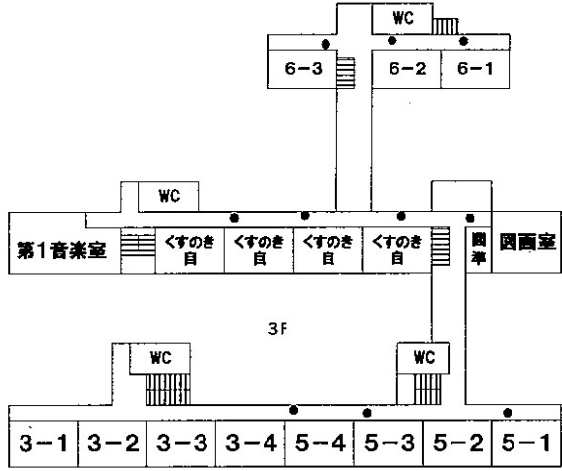 WC
6-3
6-2
6-1
WC
第1音楽室
くすのき
自
くすのき
自
くすのき
自
くすのき
自
図
準
図画室
3F
WC
WC
3-1
3-2
3-3
3-4
5-4
5-3
5-2
5-1